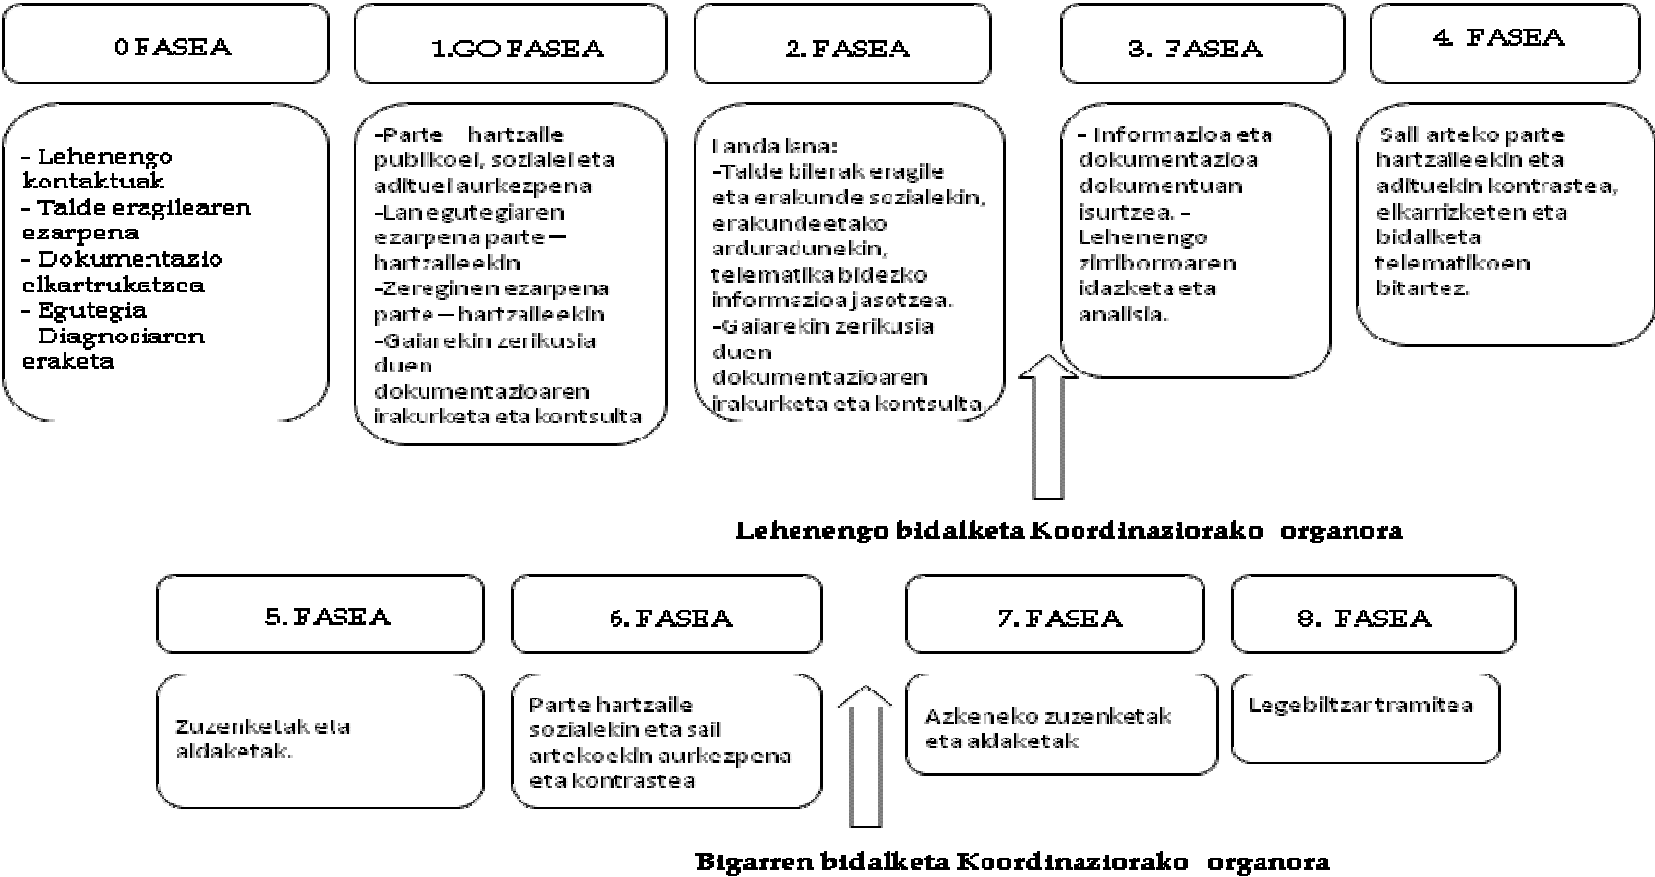 0 FASEA
- Lehenengo
kontaktuak
- Talde eragilearen
ezarpena
- Dokumentazio
elkartrukatzea
- Egutegia
Diagnosiaren
eraketa
1.GO FASEA
-Parte hartzaile
publikoei, sozialei eta
adituei aurkezpena
-Lan egutegiaren
ezarpena parte—
hartzaileekin
-Zereginen ezarpena
parte—hartzaileekin
-Gaiarekin zerikusia
duen
dokumentazioaren
irakurketa eta kontsulta
2. FASEA
Landa lana:
-Talde bilerak eragile
eta erakunde sozialekin,
erakundeetako
arduradunekin,
telematika bidezko
informazioa jasotzea.
-Gaiarekin zerikusia
duen
dokumentazioaren
irakurketa eta kontsulta
3. FASEA
- Informazioa eta
dokumentazioa
dokumentuan
isurtzea. -
Lehenengo
zirriborroaren
idazketa eta
analisia.
4. FASEA
Sail arteko parte
hartzaileekin eta
adituekin kontrastea,
elkarrizketen eta
bidalketa
telematikoen
bitartez.
Lehenengo bidalketa Koordinaziorako organora
5. FASEA
Zuzenketak eta
aldaketak.
6. FASEA
Parte hartzaile
sozialekin eta sail
artekoekin aurkezpena
eta kontrastea
7. FASEA
Azkeneko zuzenketak
eta aldaketak
8. FASEA
Legebiltzar tramitea
Bigarren bidalketa Koordinaziorako organora